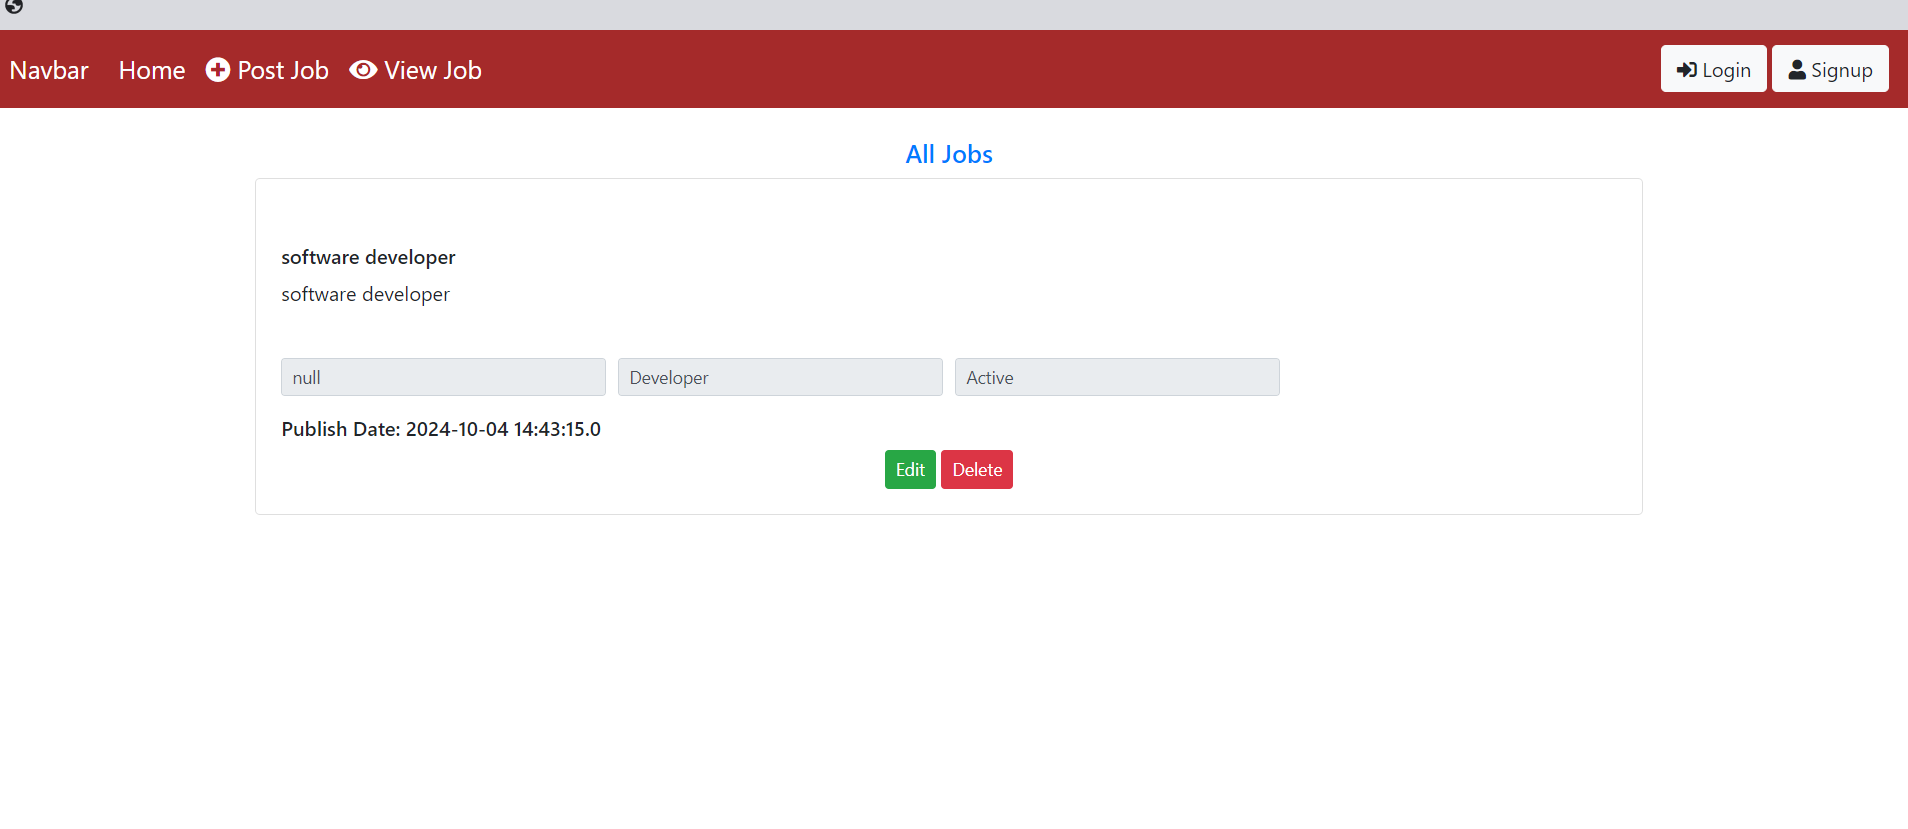 Navbar Home Post Job View Job Login Signup
All Jobs
software developer
software developer
null Developer Active
Publish Date: 2024-10-04 14:43:15.0
Edit Delete